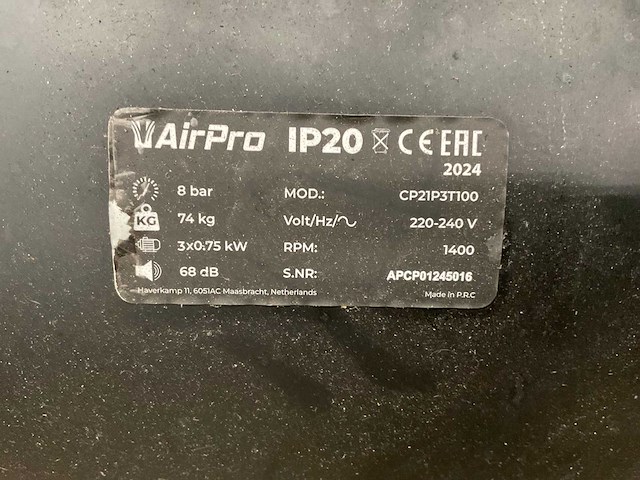 AirPro IP20 CE EAC
2024
8 bar MOD.: CP21P3T100
KG 74 kg Volt/Hz/∿ 220-240 V
3x0.75 kW RPM: 1400
68 dB S.NR: APCP01245016
Haverkamp 11, 6051AC Maasbracht, Netherlands Made in P.R.C